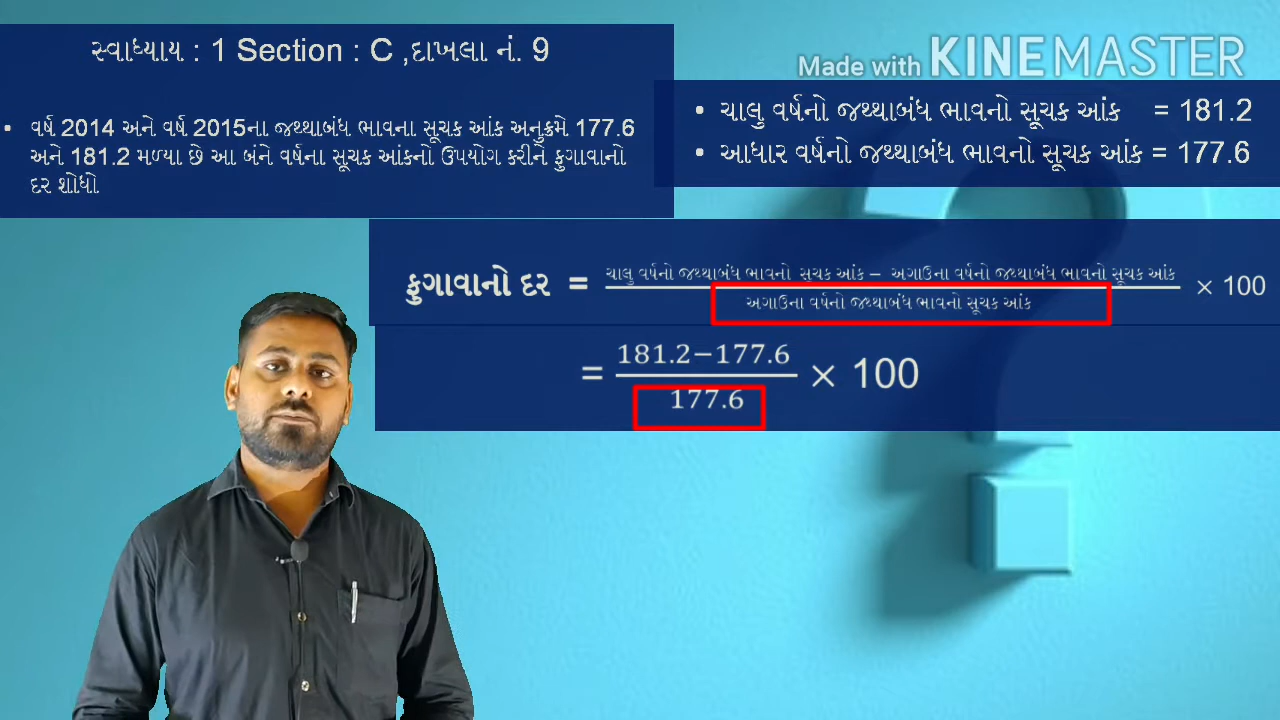 સ્વાધ્યાય : 1 Section : C ,દાખલા નં. 9
Made with KINEMASTER
• વર્ષ 2014 અને વર્ષ 2015ના જથ્થાબંધ ભાવના સૂચક આંક અનુક્રમે 177.6
અને 181.2 મળ્યા છે આ બંને વર્ષના સૂચક આંકનો ઉપયોગ કરીને ફુગાવાનો
દર શોધો
• ચાલુ વર્ષનો જથ્થાબંધ ભાવનો સૂચક આંક = 181.2
• આધાર વર્ષનો જથ્થાબંધ ભાવનો સૂચક આંક = 177.6
ચાલુ વર્ષનો જથ્થાબંધ ભાવનો સુચક આંક − અગાઉના વર્ષનો જથ્થાબંધ ભાવનો સૂચક આંક
ફુગાવાનો દર = × 100
અગાઉના વર્ષનો જથ્થાબંધ ભાવનો સૂચક આંક
181.2−177.6
= × 100
177.6